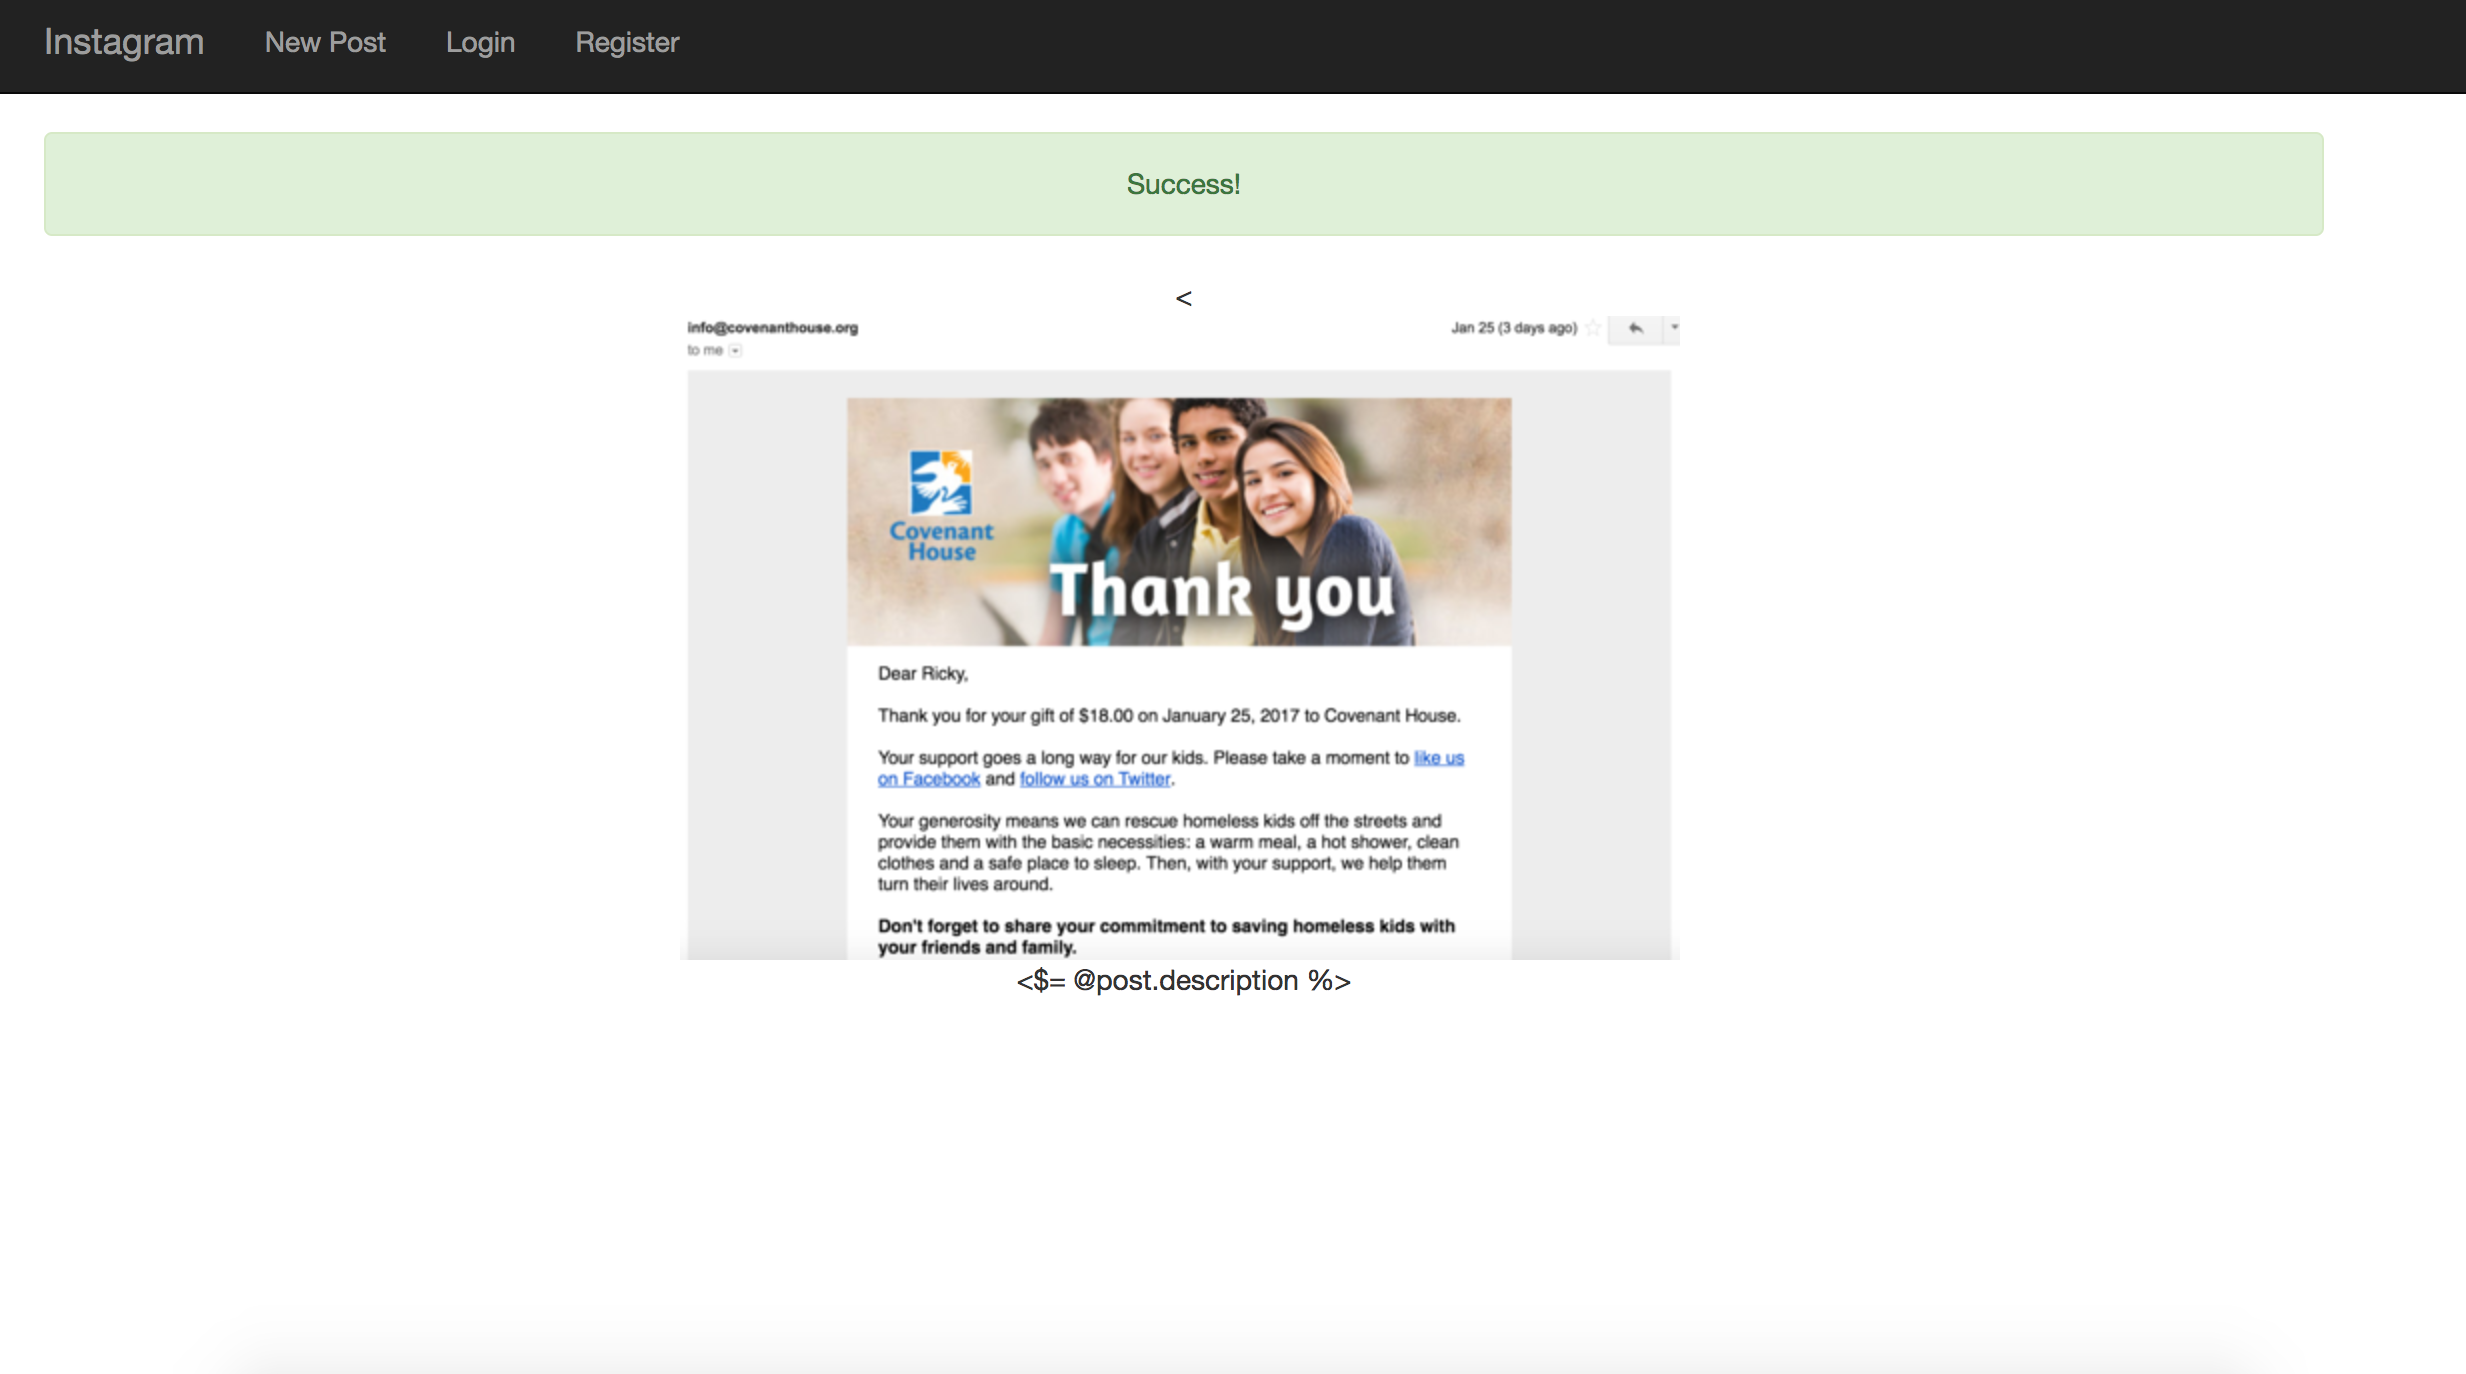 Instagram New Post Login Register
Success!
<
info@covenanthouse.org Jan 25 (3 days ago)
to me
Covenant
House
Thank you
Dear Ricky,
Thank you for your gift of $18.00 on January 25, 2017 to Covenant House.
Your support goes a long way for our kids. Please take a moment to like us
on Facebook and follow us on Twitter.
Your generosity means we can rescue homeless kids off the streets and
provide them with the basic necessities: a warm meal, a hot shower, clean
clothes and a safe place to sleep. Then, with your support, we help them
turn their lives around.
Don't forget to share your commitment to saving homeless kids with
your friends and family.
<$= @post.description %>